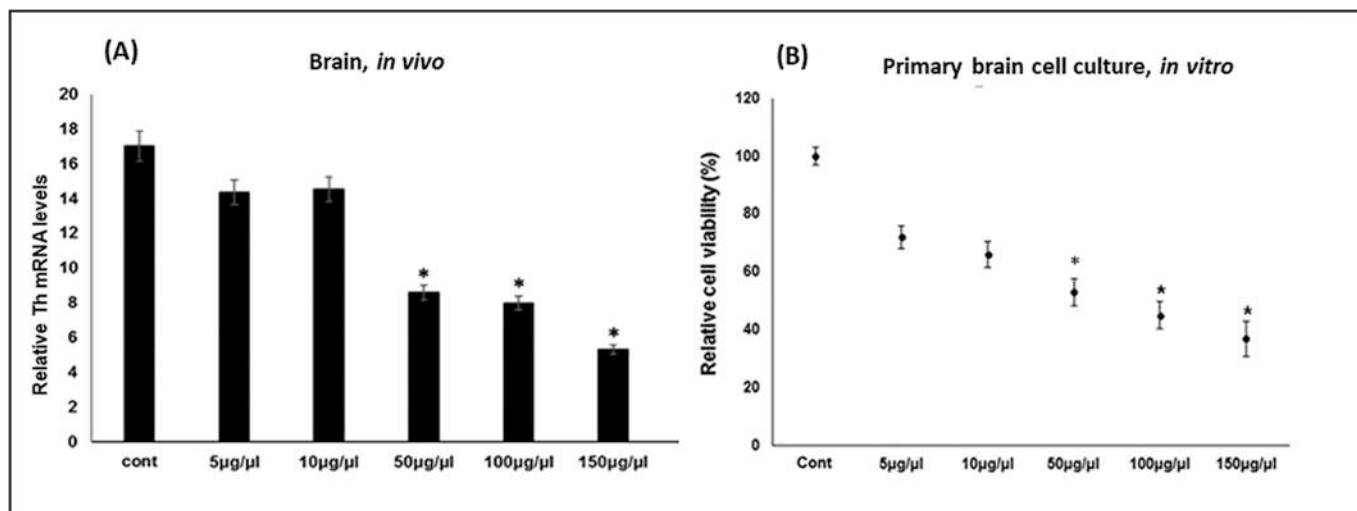 (A)
Brain, in vivo
Relative Th mRNA levels
20
18
16
14
12
10
8
6
4
2
0
*
*
*
cont
5µg/µl
10µg/µl
50µg/µl
100µg/µl
150µg/µl
(B)
Primary brain cell culture, in vitro
Relative cell viability (%)
120
100
80
60
40
20
0
*
*
*
Cont
5µg/µl
10µg/µl
50µg/µl
100µg/µl
150µg/µl